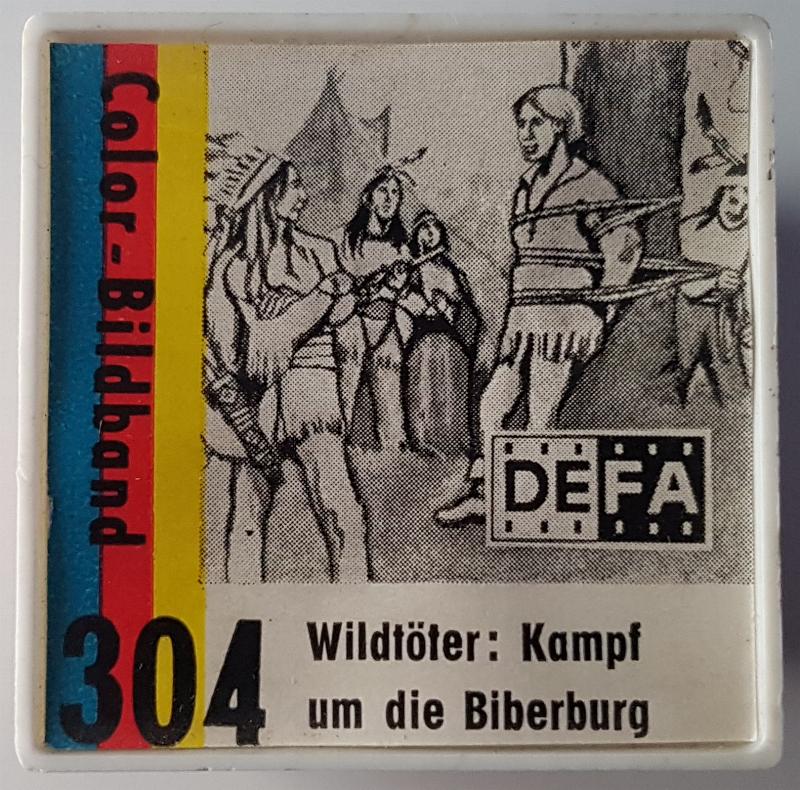 Color-Bildband
DEFA
304
Wildtöter: Kampf
um die Biberburg